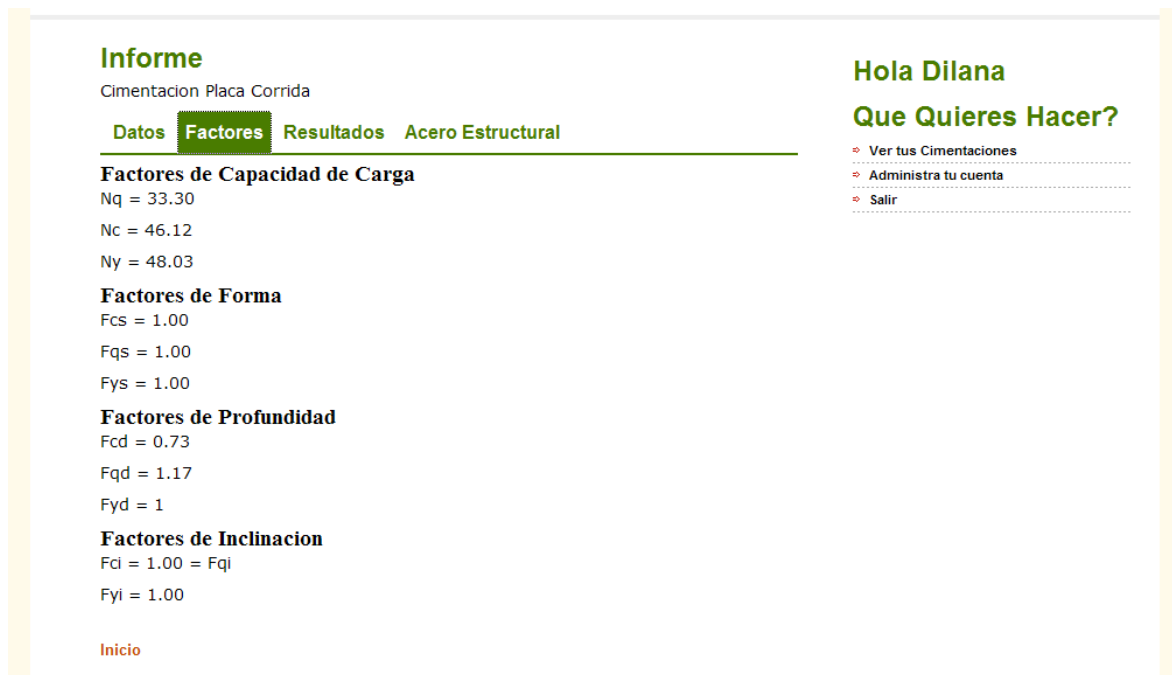 Informe
Cimentacion Placa Corrida
Datos Factores Resultados Acero Estructural
Factores de Capacidad de Carga
Nq = 33.30
Nc = 46.12
Ny = 48.03
Factores de Forma
Fcs = 1.00
Fqs = 1.00
Fys = 1.00
Factores de Profundidad
Fcd = 0.73
Fqd = 1.17
Fyd = 1
Factores de Inclinacion
Fci = 1.00 = Fqi
Fyi = 1.00
Inicio
Hola Dilana
Que Quieres Hacer?
Ver tus Cimentaciones
Administra tu cuenta
Salir